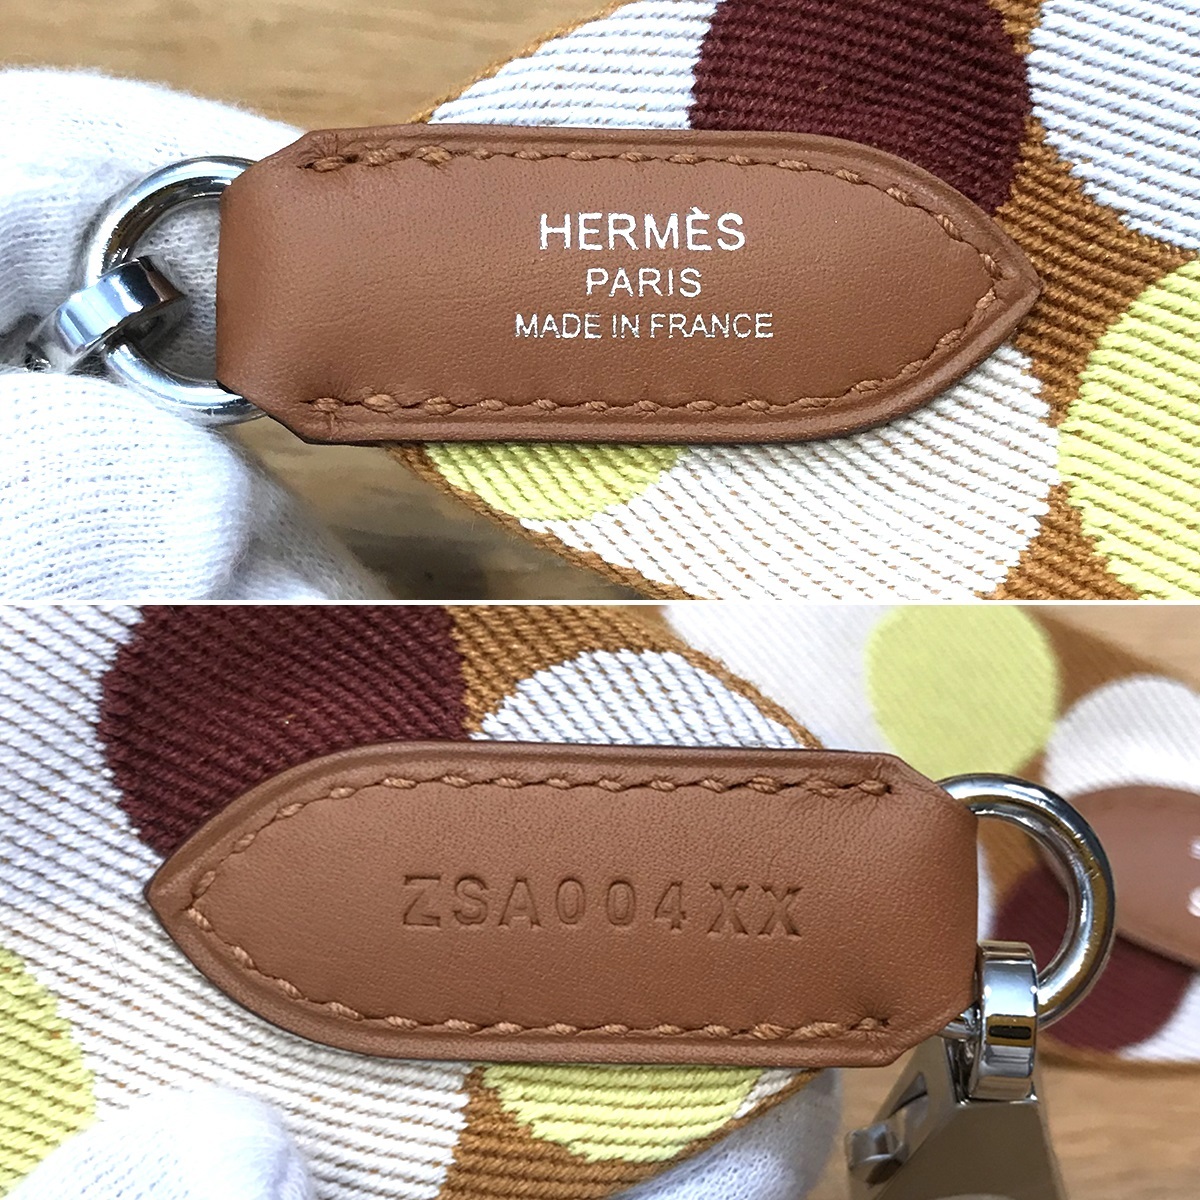 HERMÈS
PARIS
MADE IN FRANCE
ZSA004XX